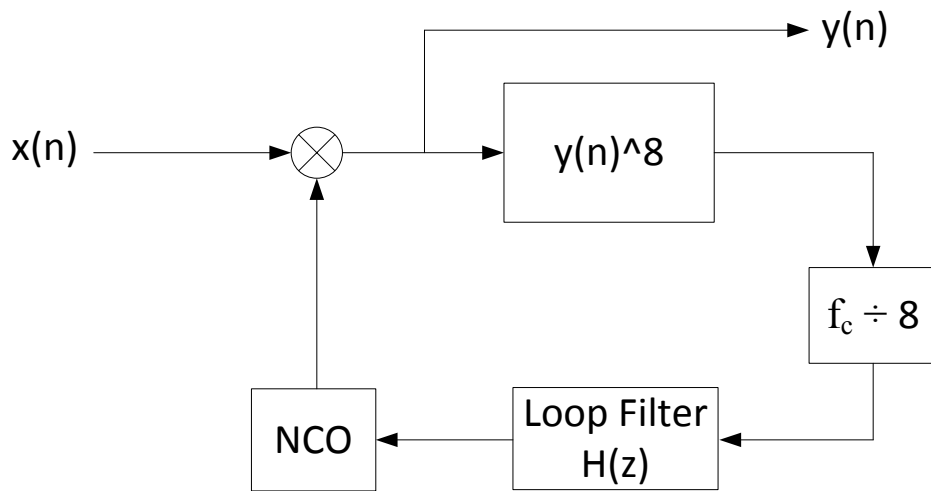 y(n)
x(n)
y(n)^8
f_c ÷ 8
Loop Filter
H(z)
NCO